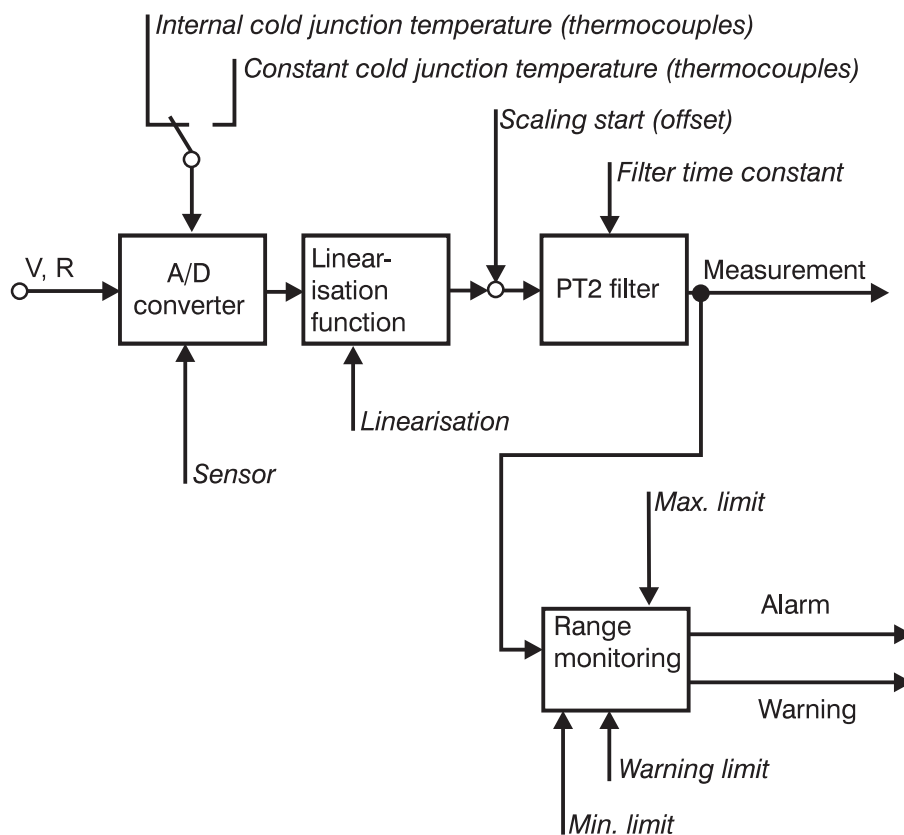 Internal cold junction temperature (thermocouples)
Constant cold junction temperature (thermocouples)
Scaling start (offset)
Filter time constant
V, R
A/D
converter
Linear-
isation
function
PT2 filter
Measurement
Linearisation
Sensor
Max. limit
Range
monitoring
Alarm
Warning
Warning limit
Min. limit